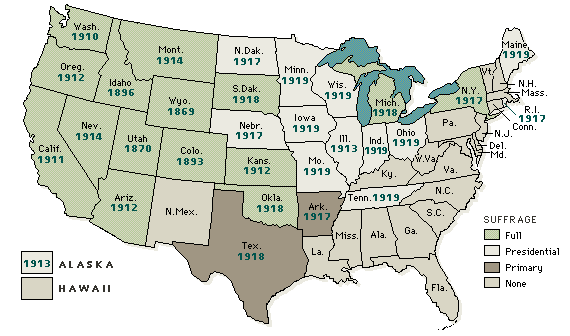 Wash.
1910
Oreg.
1912
Calif.
1911
Nev.
1914
Idaho
1896
Mont.
1914
Wyo.
1869
Utah
1870
Colo.
1893
Ariz.
1912
N.Mex.
N.Dak.
1917
S.Dak.
1918
Nebr.
1917
Kans.
1912
Okla.
1918
Tex.
1918
Minn.
1919
Iowa
1919
Mo.
1919
Ark.
1917
La.
Wis.
1919
Ill.
1913
Mich.
1918
Ind.
1919
Ohio
1919
Ky.
Tenn. 1919
Miss.
Ala.
Ga.
Fla.
S.C.
N.C.
Va.
W.Va.
Pa.
N.Y.
1917
Vt.
Maine
1919
N.H.
Mass.
R.I.
1917
Conn.
N.J.
Del.
Md.
1913 ALASKA
HAWAII
SUFFRAGE
Full
Presidential
Primary
None